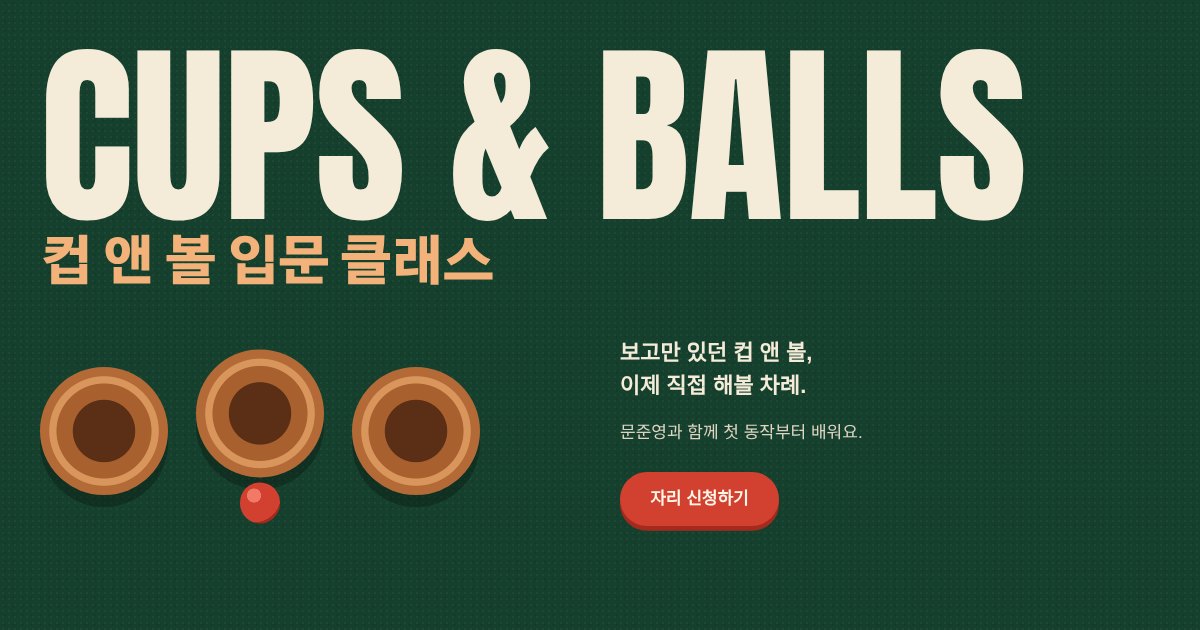 CUPS & BALLS
컵 앤 볼 입문 클래스
보고만 있던 컵 앤 볼,
이제 직접 해볼 차례.
문준영과 함께 첫 동작부터 배워요.
자리 신청하기